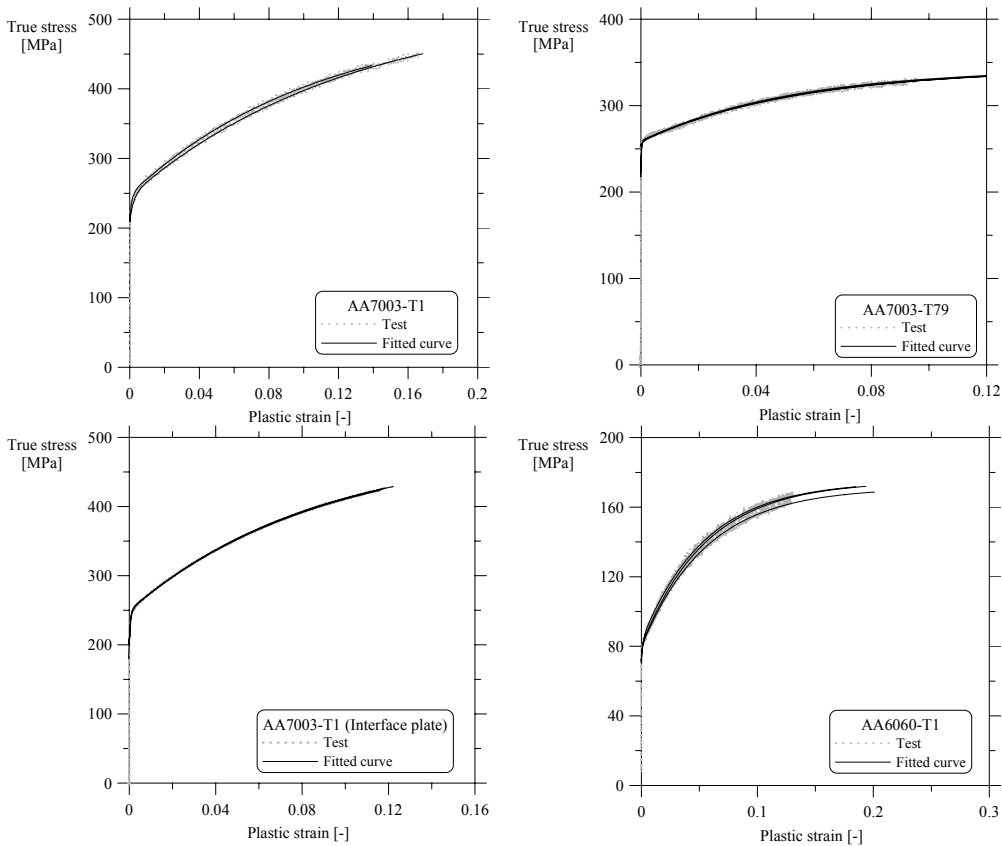 True stress
[MPa]
500
400
300
200
100
0
0
0.04
0.08
0.12
0.16
0.2
Plastic strain [-]
AA7003-T1
Test
Fitted curve
True stress
[MPa]
400
300
200
100
0
0
0.04
0.08
0.12
Plastic strain [-]
AA7003-T79
Test
Fitted curve
True stress
[MPa]
500
400
300
200
100
0
0
0.04
0.08
0.12
0.16
Plastic strain [-]
AA7003-T1 (Interface plate)
Test
Fitted curve
True stress
[MPa]
200
160
120
80
40
0
0
0.1
0.2
0.3
Plastic strain [-]
AA6060-T1
Test
Fitted curve